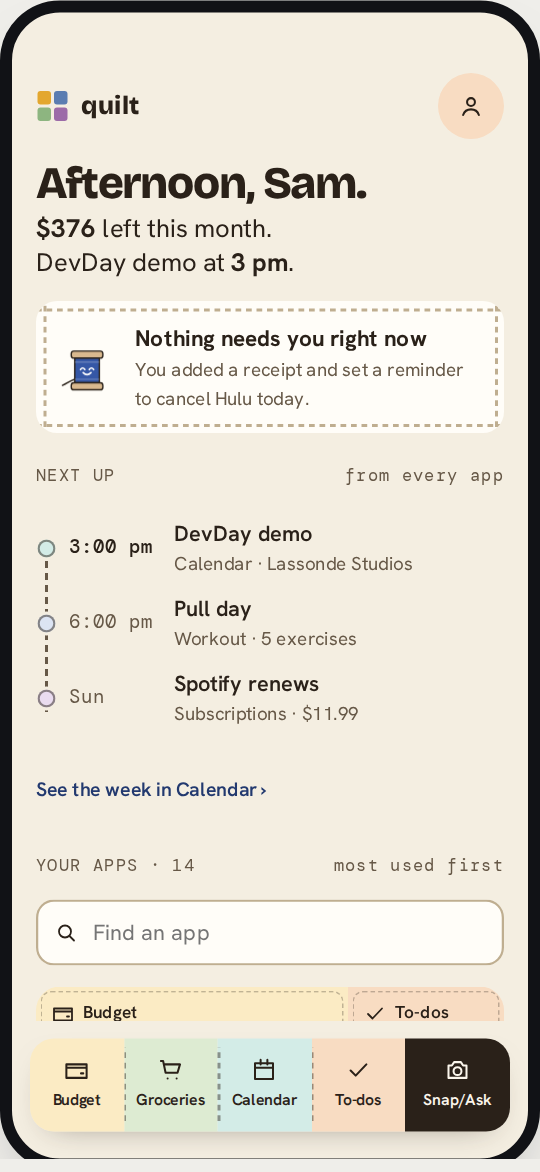 quilt
Afternoon, Sam.
$376 left this month.
DevDay demo at 3 pm.
Nothing needs you right now
You added a receipt and set a reminder
to cancel Hulu today.
NEXT UP from every app
3:00 pm DevDay demo
Calendar · Lassonde Studios
6:00 pm Pull day
Workout · 5 exercises
Sun Spotify renews
Subscriptions · $11.99
See the week in Calendar ›
YOUR APPS · 14 most used first
Find an app
Budget To-dos
Budget Groceries Calendar To-dos Snap/Ask